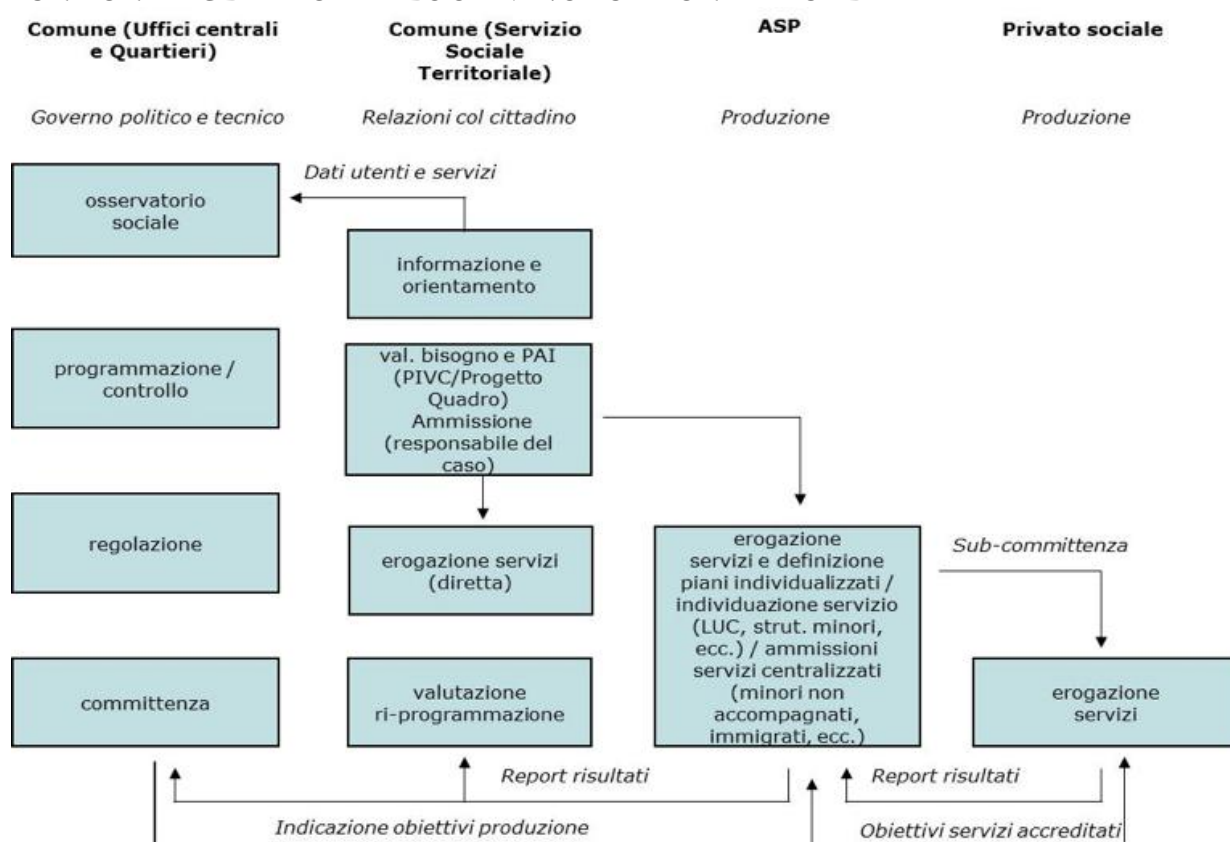 Comune (Uffici centrali
e Quartieri)
Comune (Servizio
Sociale
Territoriale)
ASP
Privato sociale
Governo politico e tecnico
Relazioni col cittadino
Produzione
Produzione
Dati utenti e servizi
osservatorio
sociale
informazione e
orientamento
programmazione /
controllo
val. bisogno e PAI
(PIVC/Progetto
Quadro)
Ammissione
(responsabile del
caso)
regolazione
erogazione servizi
(diretta)
erogazione
servizi e definizione
piani individualizzati /
individuazione servizio
(LUC, strut. minori,
ecc.) / ammissioni
servizi centralizzati
(minori non
accompagnati,
immigrati, ecc.)
Sub-committenza
committenza
valutazione
ri-programmazione
erogazione
servizi
Report risultati
Report risultati
Indicazione obiettivi produzione
Obiettivi servizi accreditati